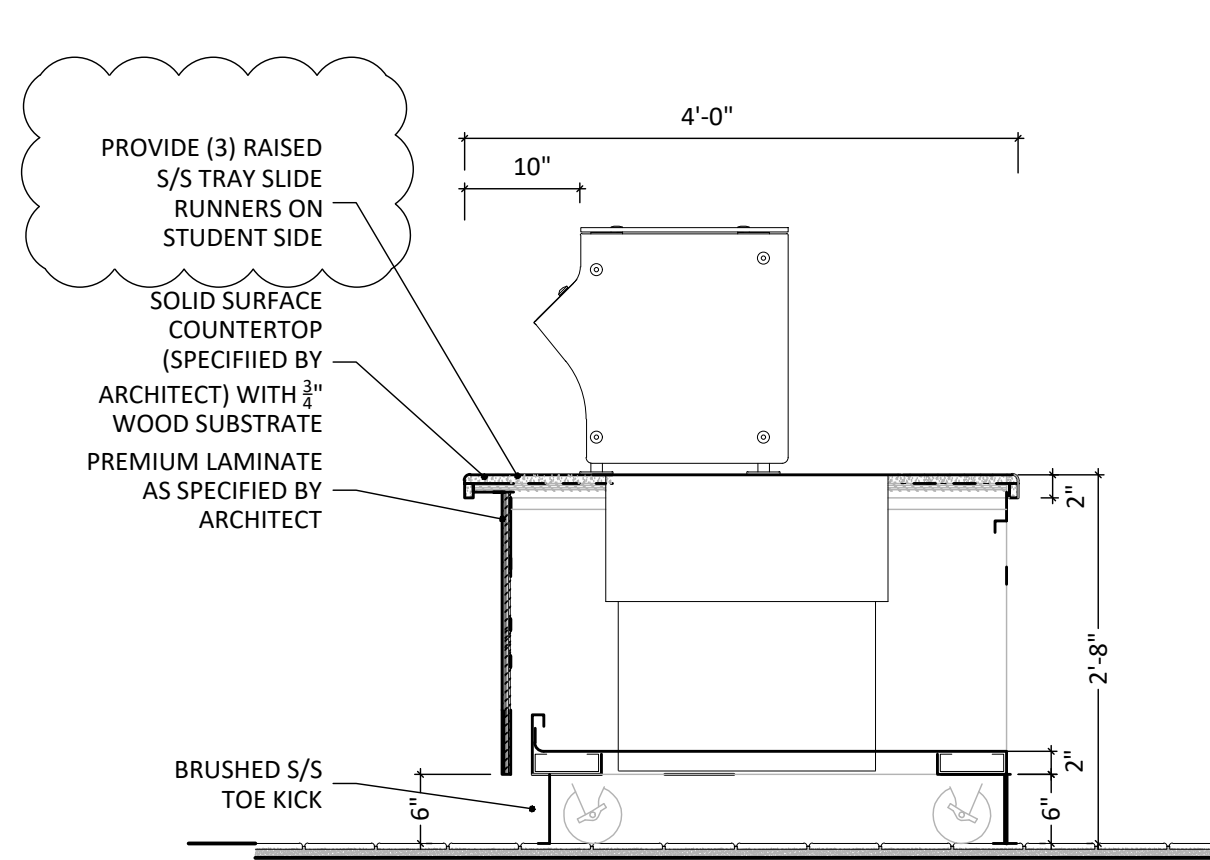 4'-0"
10"
PROVIDE (3) RAISED
S/S TRAY SLIDE
RUNNERS ON
STUDENT SIDE
SOLID SURFACE
COUNTERTOP
(SPECIFIIED BY
ARCHITECT) WITH 3/4"
WOOD SUBSTRATE
PREMIUM LAMINATE
AS SPECIFIED BY
ARCHITECT
2"
2'-8"
BRUSHED S/S
TOE KICK
6"
2"
6"